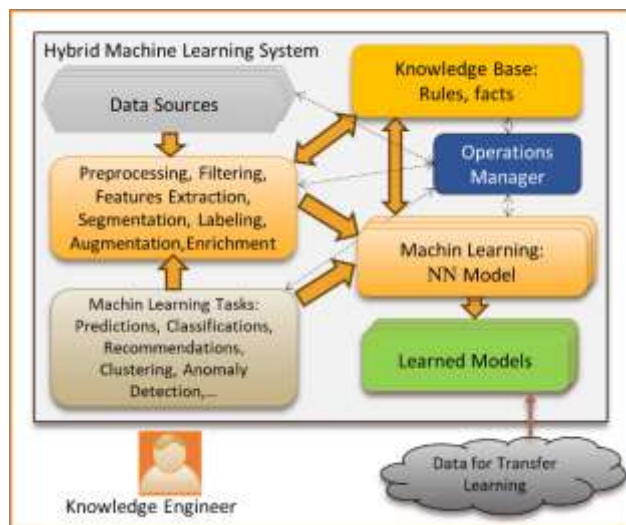 Hybrid Machine Learning System
Data Sources
Knowledge Base:
Rules, facts
Operations
Manager
Preprocessing, Filtering,
Features Extraction,
Segmentation, Labeling,
Augmentation,Enrichment
Machin Learning:
NN Model
Machin Learning Tasks:
Predictions, Classifications,
Recommendations,
Clustering, Anomaly
Detection,...
Learned Models
Data for Transfer
Learning
Knowledge Engineer